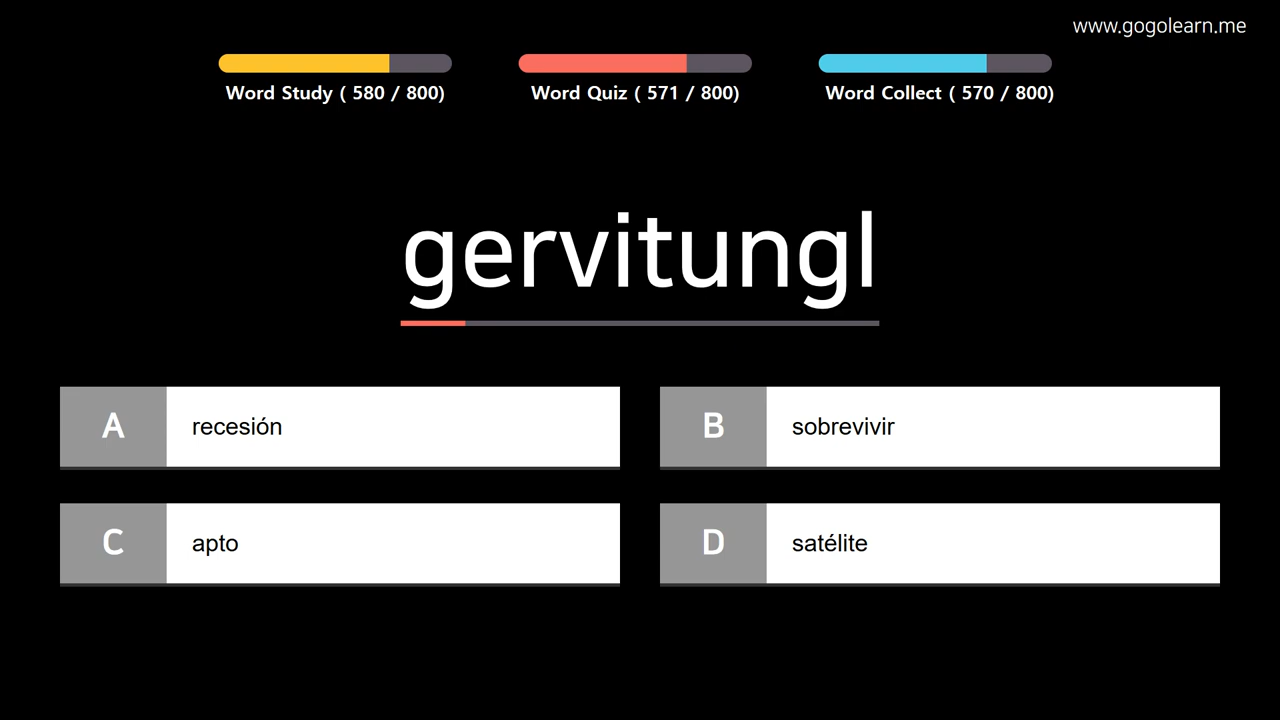 www.gogolearn.me
Word Study ( 580 / 800)
Word Quiz ( 571 / 800)
Word Collect ( 570 / 800)
gervitungl
A
recesión
B
sobrevivir
C
apto
D
satélite